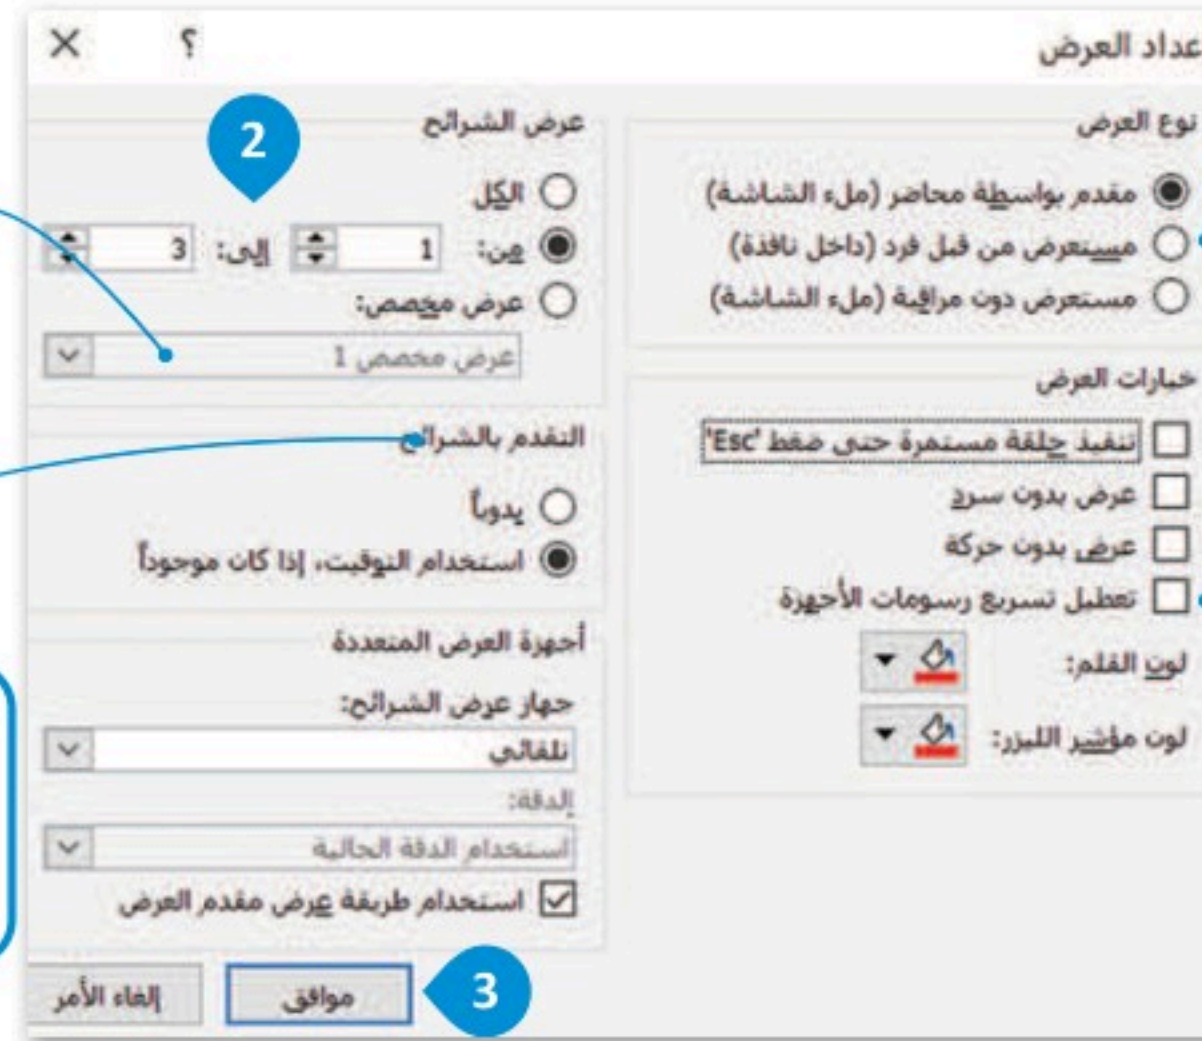 عداد العرض
؟
نوع العرض
مقدم بواسطة محاضر (ملء الشاشة)
مستعرض من قبل فرد (داخل نافذة)
مستعرض دون مراقبة (ملء الشاشة)
خيارات العرض
تنفيذ حلقة مستمرة حتى ضغط 'Esc'
عرض بدون سرد
عرض بدون حركة
تعطيل تسريع رسومات الأجهزة
لون القلم:
لون مؤشر الليزر:
عرض الشرائح
2
الكل
من: 1 إلى: 3
عرض مخصص:
عرض مخصص 1
التقدم بالشرائح
يدوياً
استخدام التوقيت، إذا كان موجوداً
أجهزة العرض المتعددة
جهاز عرض الشرائح:
تلقائي
الدقة:
استخدام الدقة الحالية
استخدام طريقة عرض مقدم العرض
3
موافق
إلغاء الأمر